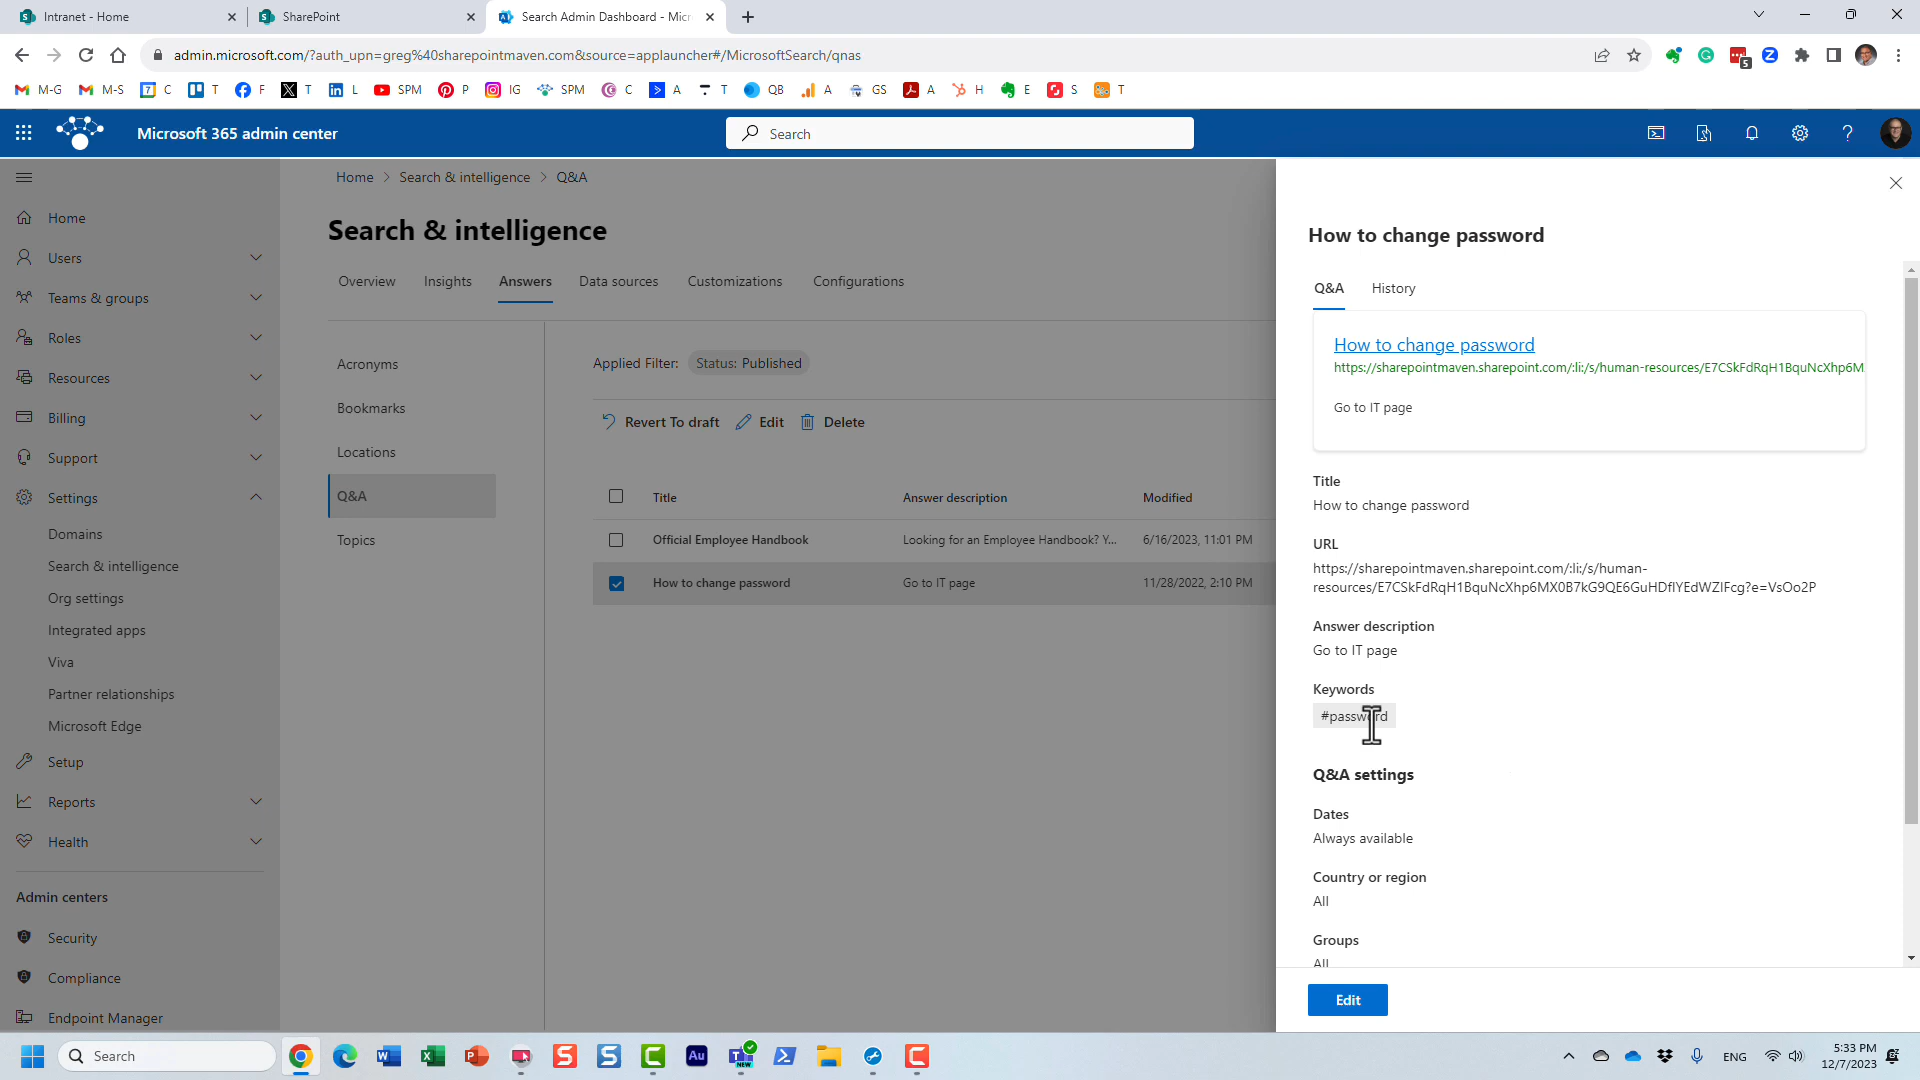 Intranet - Home
SharePoint
Search Admin Dashboard - Micr
admin.microsoft.com/?auth_upn=greg%40sharepointmaven.com&source=applauncher#/MicrosoftSearch/qnas
5
M-G
M-S
C
T
F
T
L
SPM
P
IG
SPM
C
A
T
QB
A
GS
A
H
E
S
T
Microsoft 365 admin center
Search
Home
Users
Teams & groups
Roles
Resources
Billing
Support
Settings
Domains
Search & intelligence
Org settings
Integrated apps
Viva
Partner relationships
Microsoft Edge
Setup
Reports
Health
Admin centers
Security
Compliance
Endpoint Manager
Home > Search & intelligence > Q&A
Search & intelligence
Overview
Insights
Answers
Data sources
Customizations
Configurations
Acronyms
Bookmarks
Locations
Q&A
Topics
Applied Filter: Status: Published
Revert To draft
Edit
Delete
Title
Answer description
Modified
Official Employee Handbook
Looking for an Employee Handbook? Y...
6/16/2023, 11:01 PM
How to change password
Go to IT page
11/28/2022, 2:10 PM
How to change password
Q&A
History
How to change password
https://sharepointmaven.sharepoint.com/:li:/s/human-resources/E7CSkFdRqH1BquNcXhp6M
Go to IT page
Title
How to change password
URL
https://sharepointmaven.sharepoint.com/:li:/s/human-
resources/E7CSkFdRqH1BquNcXhp6MX0B7kG9QE6GuHDflYEdWZIFcg?e=VsOo2P
Answer description
Go to IT page
Keywords
#password
Q&A settings
Dates
Always available
Country or region
All
Groups
All
Edit
Search
Au
NEW
ENG
5:33 PM
12/7/2023